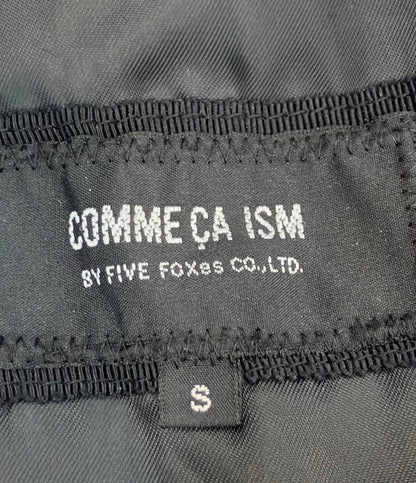 COMME ÇA ISM
BY FIVE FOXes CO.,LTD.
S